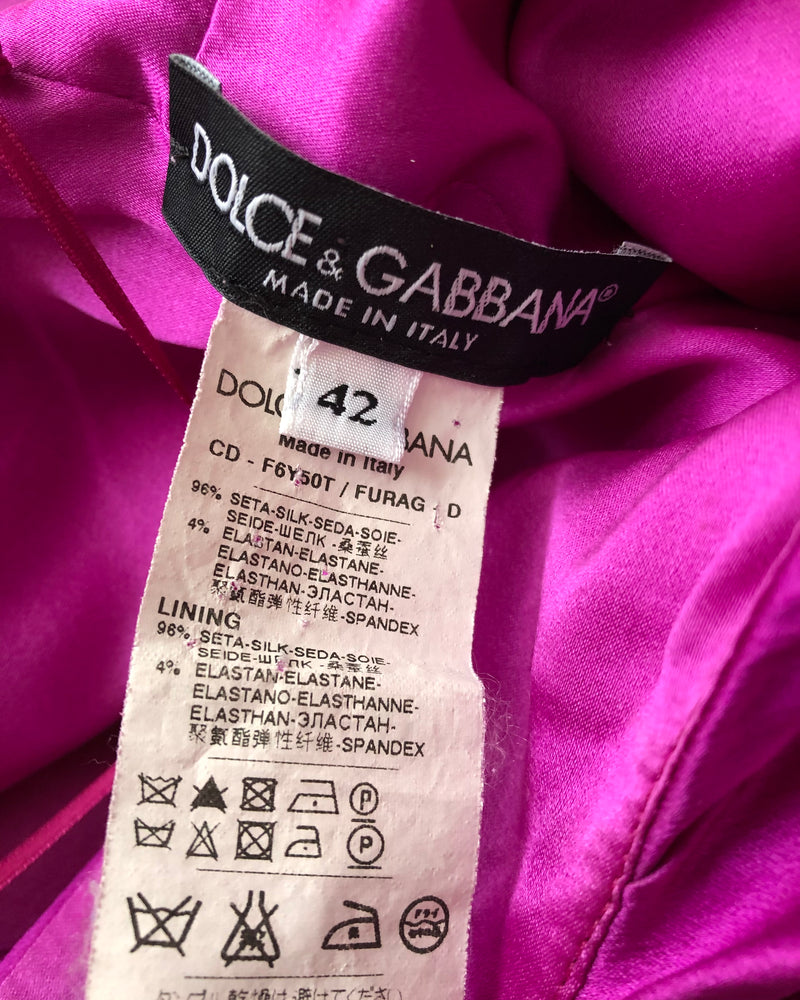 DOLCE & GABBANA®
MADE IN ITALY
42
Made in Italy
CD - F6Y50T / FURAG - D
96% SETA-SILK-SEDA-SOIE-
SEIDE-ШЕЛК -桑蚕丝
4% ELASTAN-ELASTANE-
ELASTANO-ELASTHANNE-
ELASTHAN-ЭЛАСТАН-
聚氨酯弹性纤维-SPANDEX
LINING
96% SETA-SILK-SEDA-SOIE-
SEIDE-ШЕЛК -桑蚕丝
4% ELASTAN-ELASTANE-
ELASTANO-ELASTHANNE-
ELASTHAN-ЭЛАСТАН-
聚氨酯弹性纤维-SPANDEX
P
P
ドライ